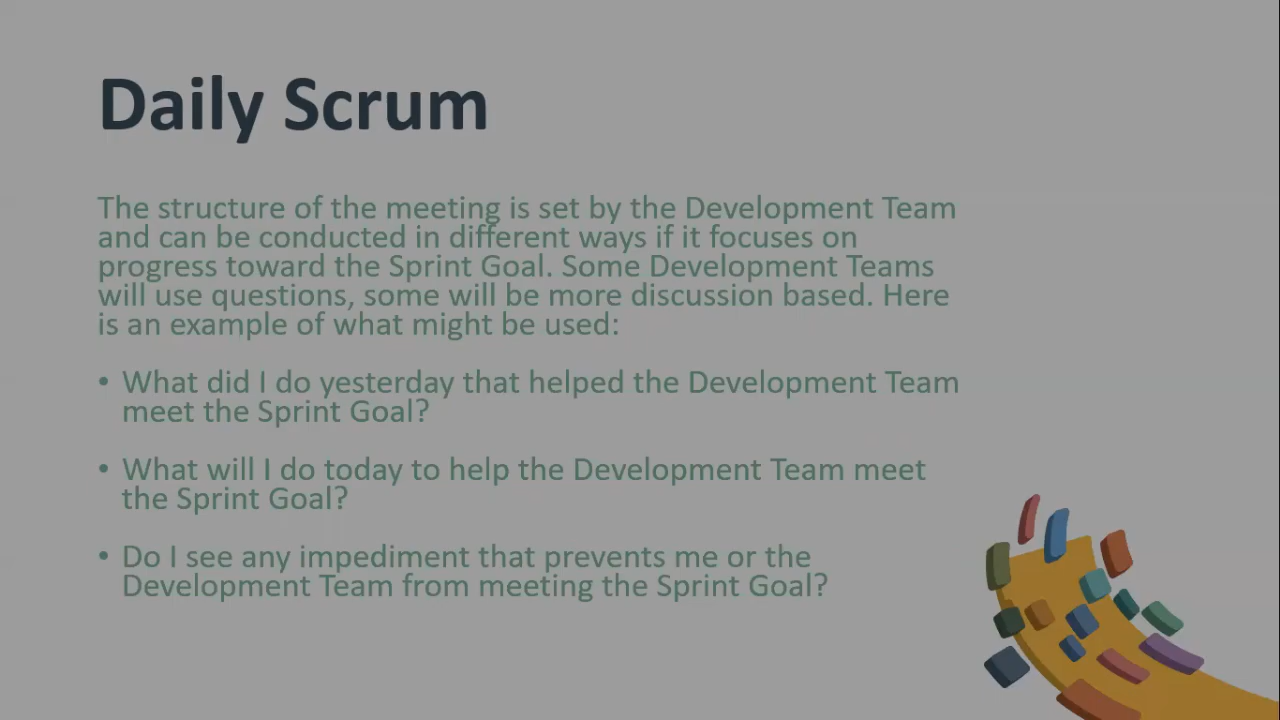 Daily Scrum
The structure of the meeting is set by the Development Team
and can be conducted in different ways if it focuses on
progress toward the Sprint Goal. Some Development Teams
will use questions, some will be more discussion based. Here
is an example of what might be used:
• What did I do yesterday that helped the Development Team
meet the Sprint Goal?
• What will I do today to help the Development Team meet
the Sprint Goal?
• Do I see any impediment that prevents me or the
Development Team from meeting the Sprint Goal?